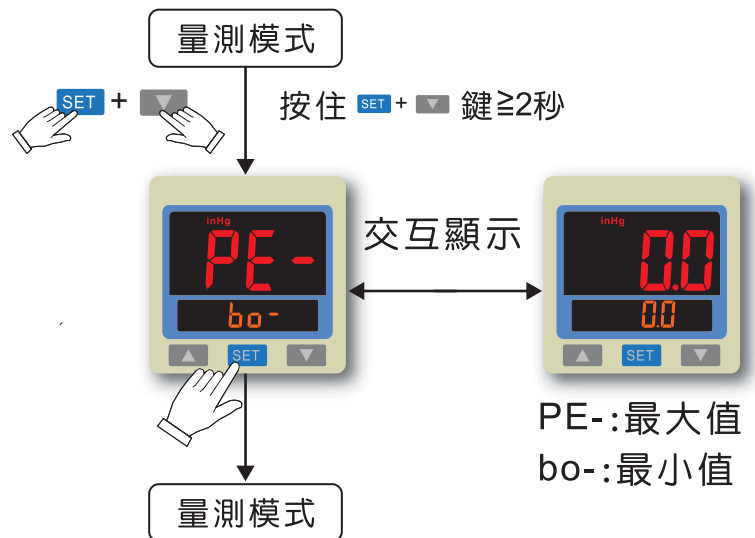 量測模式
SET + ▼
按住 SET + ▼ 鍵≧2秒
inHg
PE-
bo-
▲ SET ▼
交互顯示
inHg
0.0
0.0
▲ SET ▼
PE-:最大值
bo-:最小值
量測模式